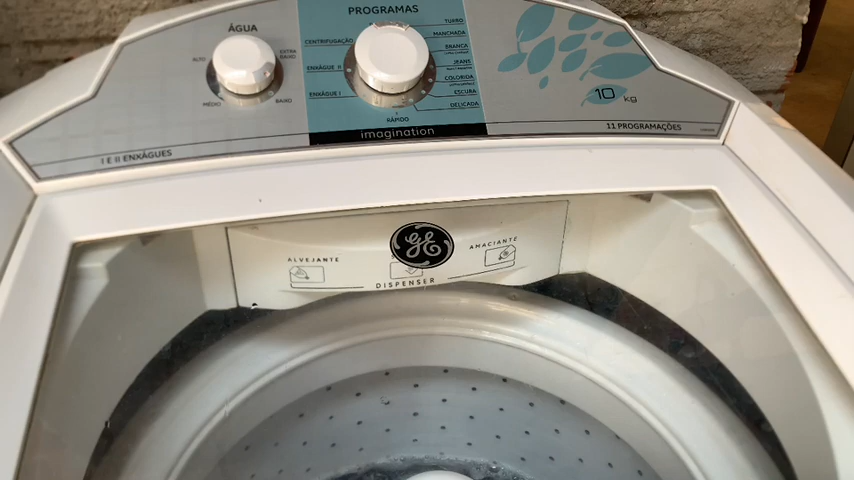 ÁGUA
ALTO
EXTRA
BAIXO
MÉDIO
BAIXO
I E II ENXÁGUES
PROGRAMAS
TURBO
MANCHADA
BRANCA
JEANS
COLORIDA
ESCURA
DELICADA
RÁPIDO
CENTRIFUGAÇÃO
ENXÁGUE II
ENXÁGUE I
imagination
10 kg
11 PROGRAMAÇÕES
GE
ALVEJANTE
AMACIANTE
DISPENSER